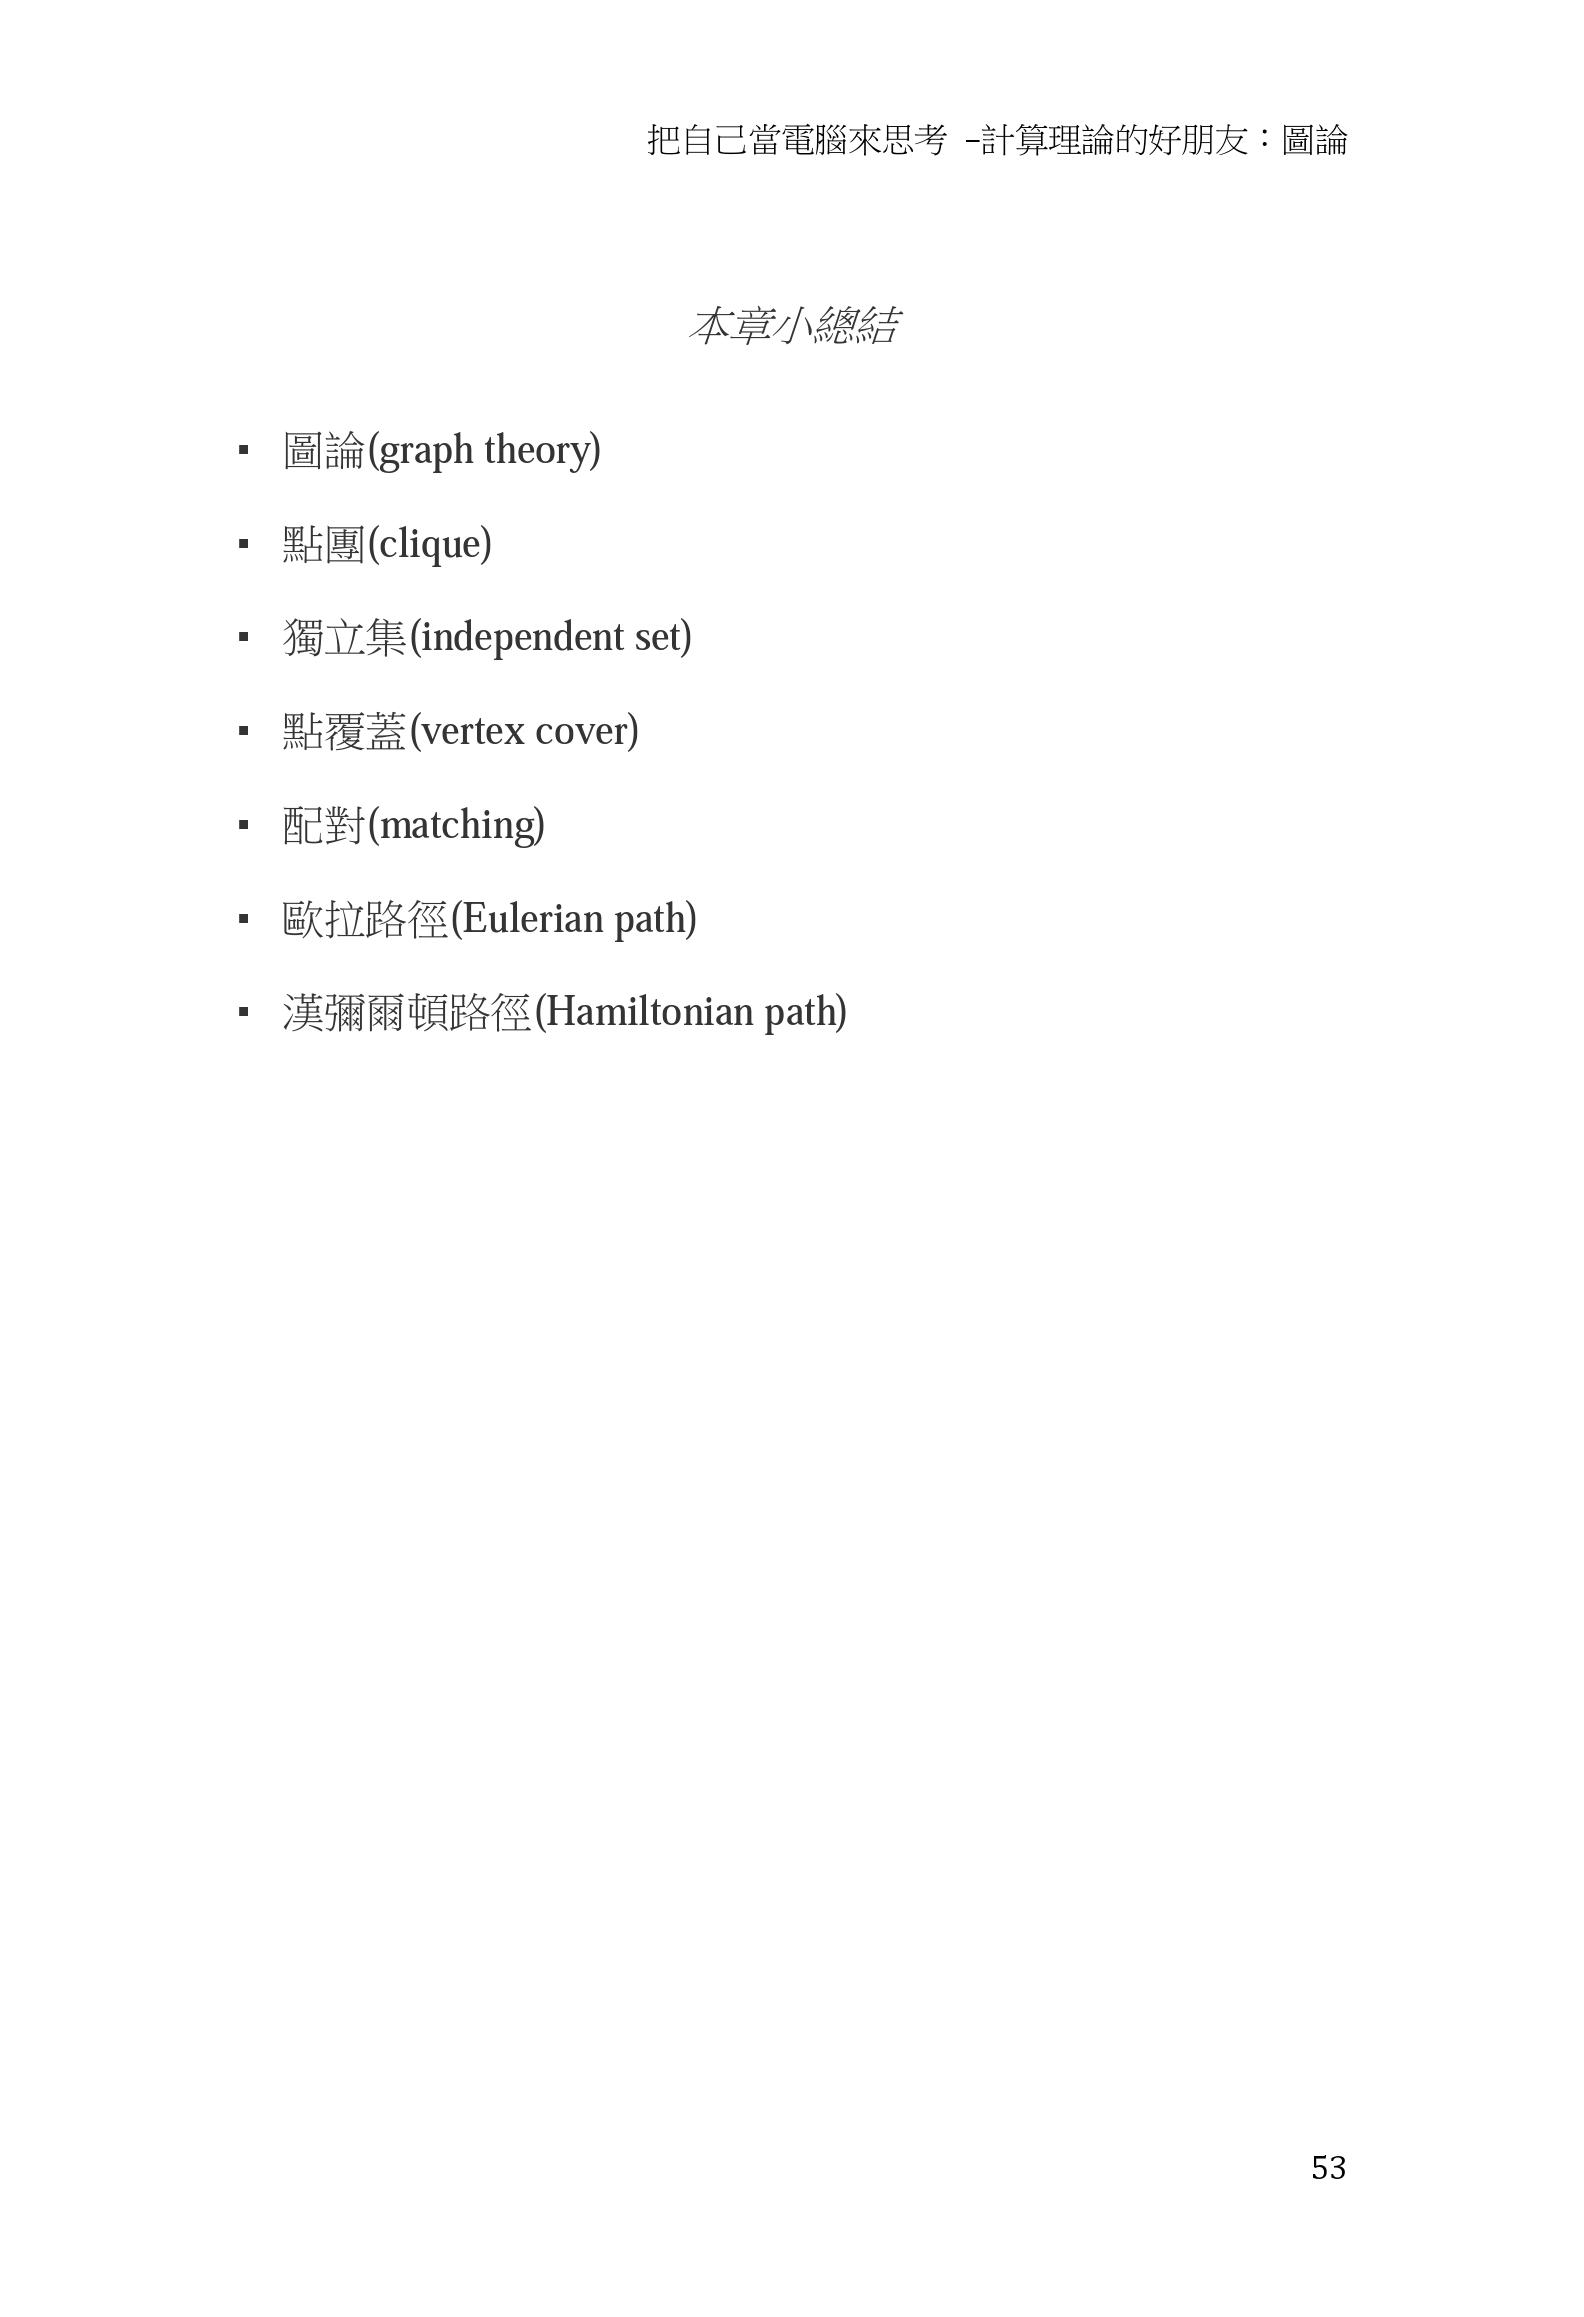 把自己當電腦來思考 –計算理論的好朋友：圖論
本章小總結
▪ 圖論(graph theory)
▪ 點團(clique)
▪ 獨立集(independent set)
▪ 點覆蓋(vertex cover)
▪ 配對(matching)
▪ 歐拉路徑(Eulerian path)
▪ 漢彌爾頓路徑(Hamiltonian path)
53